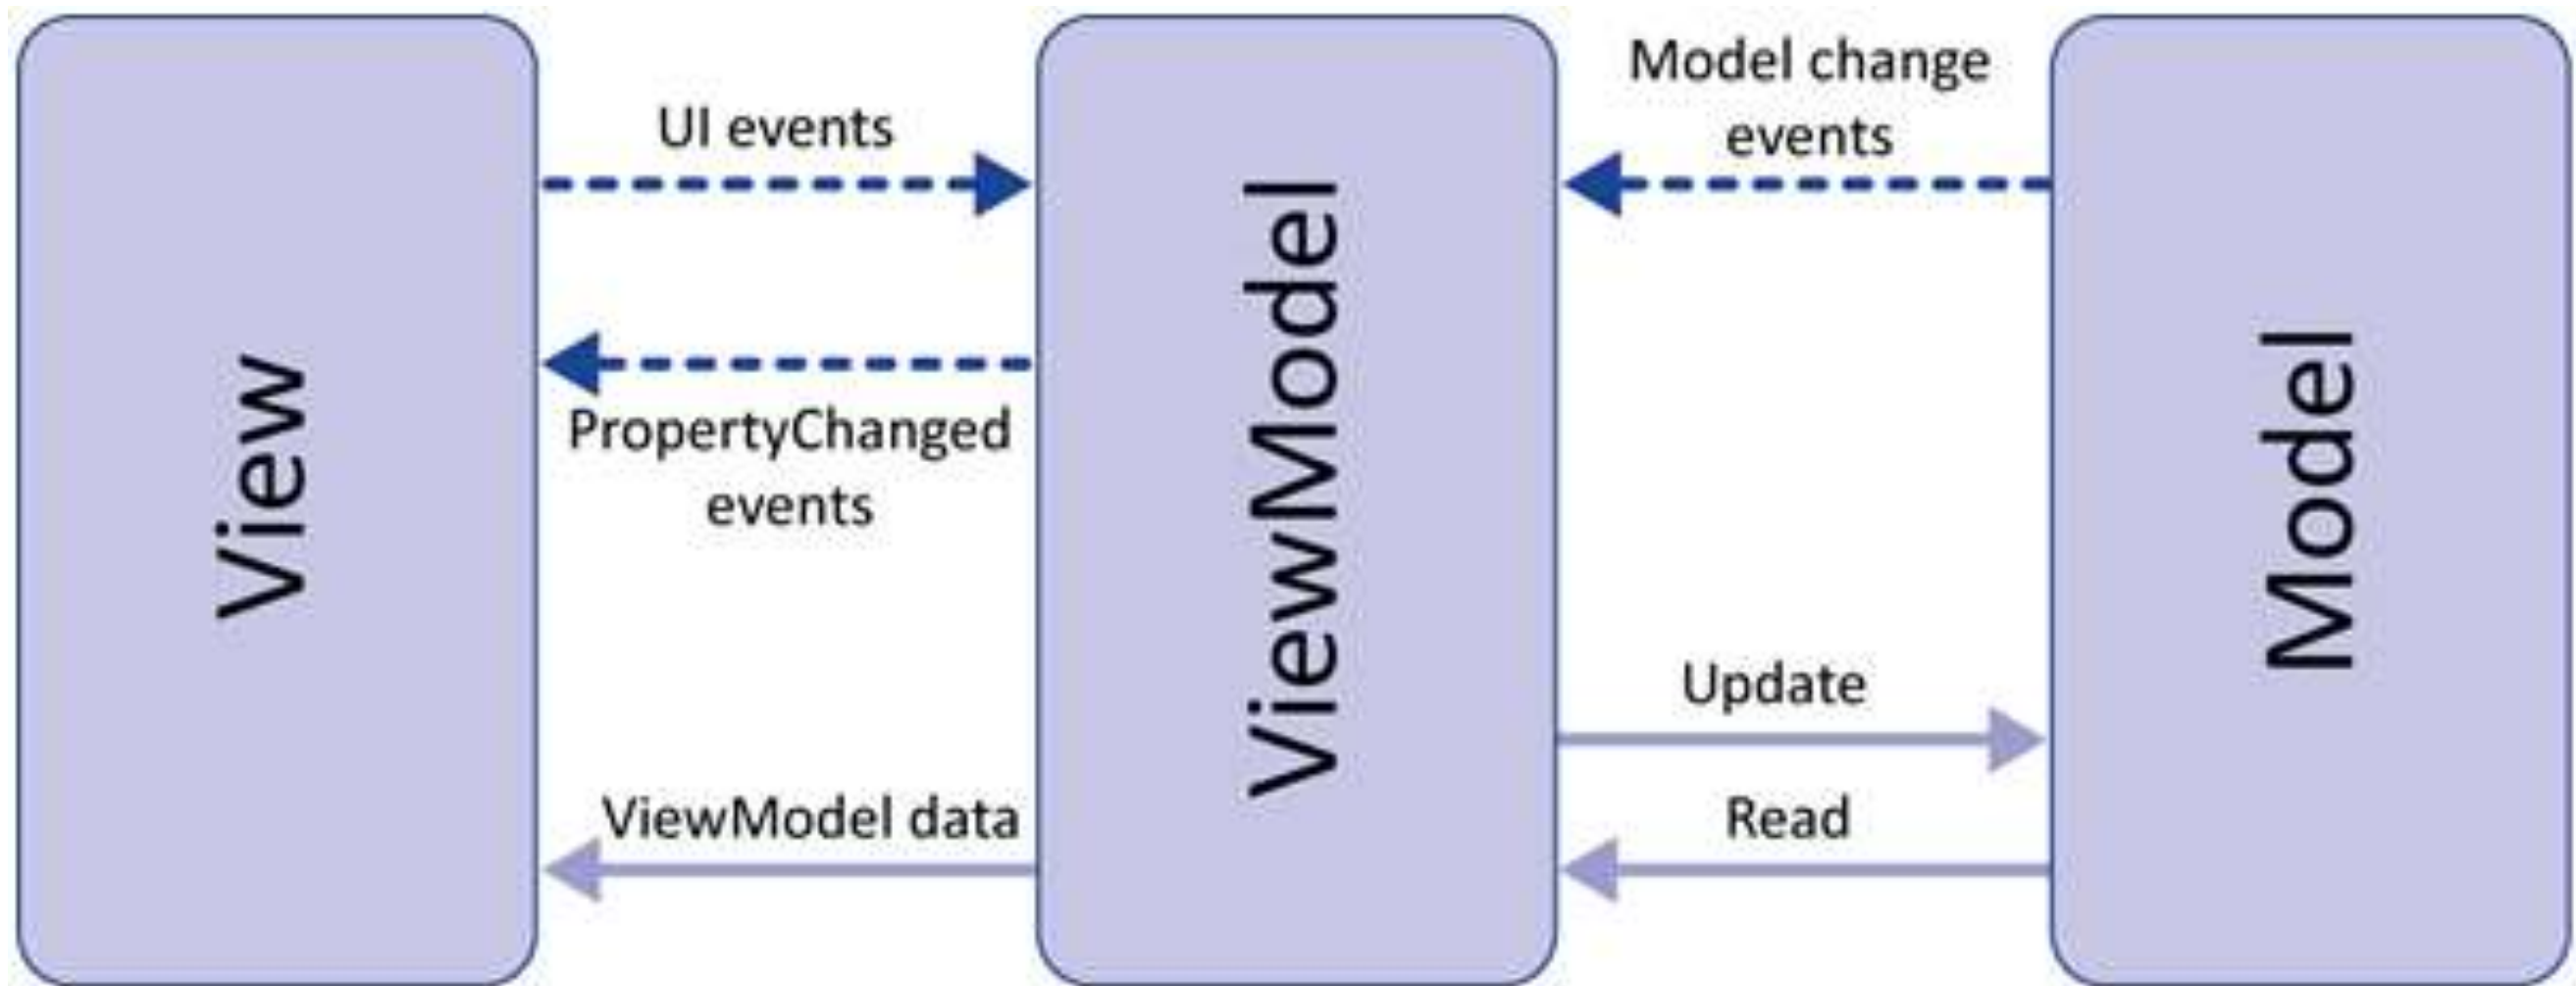 View
UI events
PropertyChanged
events
ViewModel data
ViewModel
Model change
events
Update
Read
Model